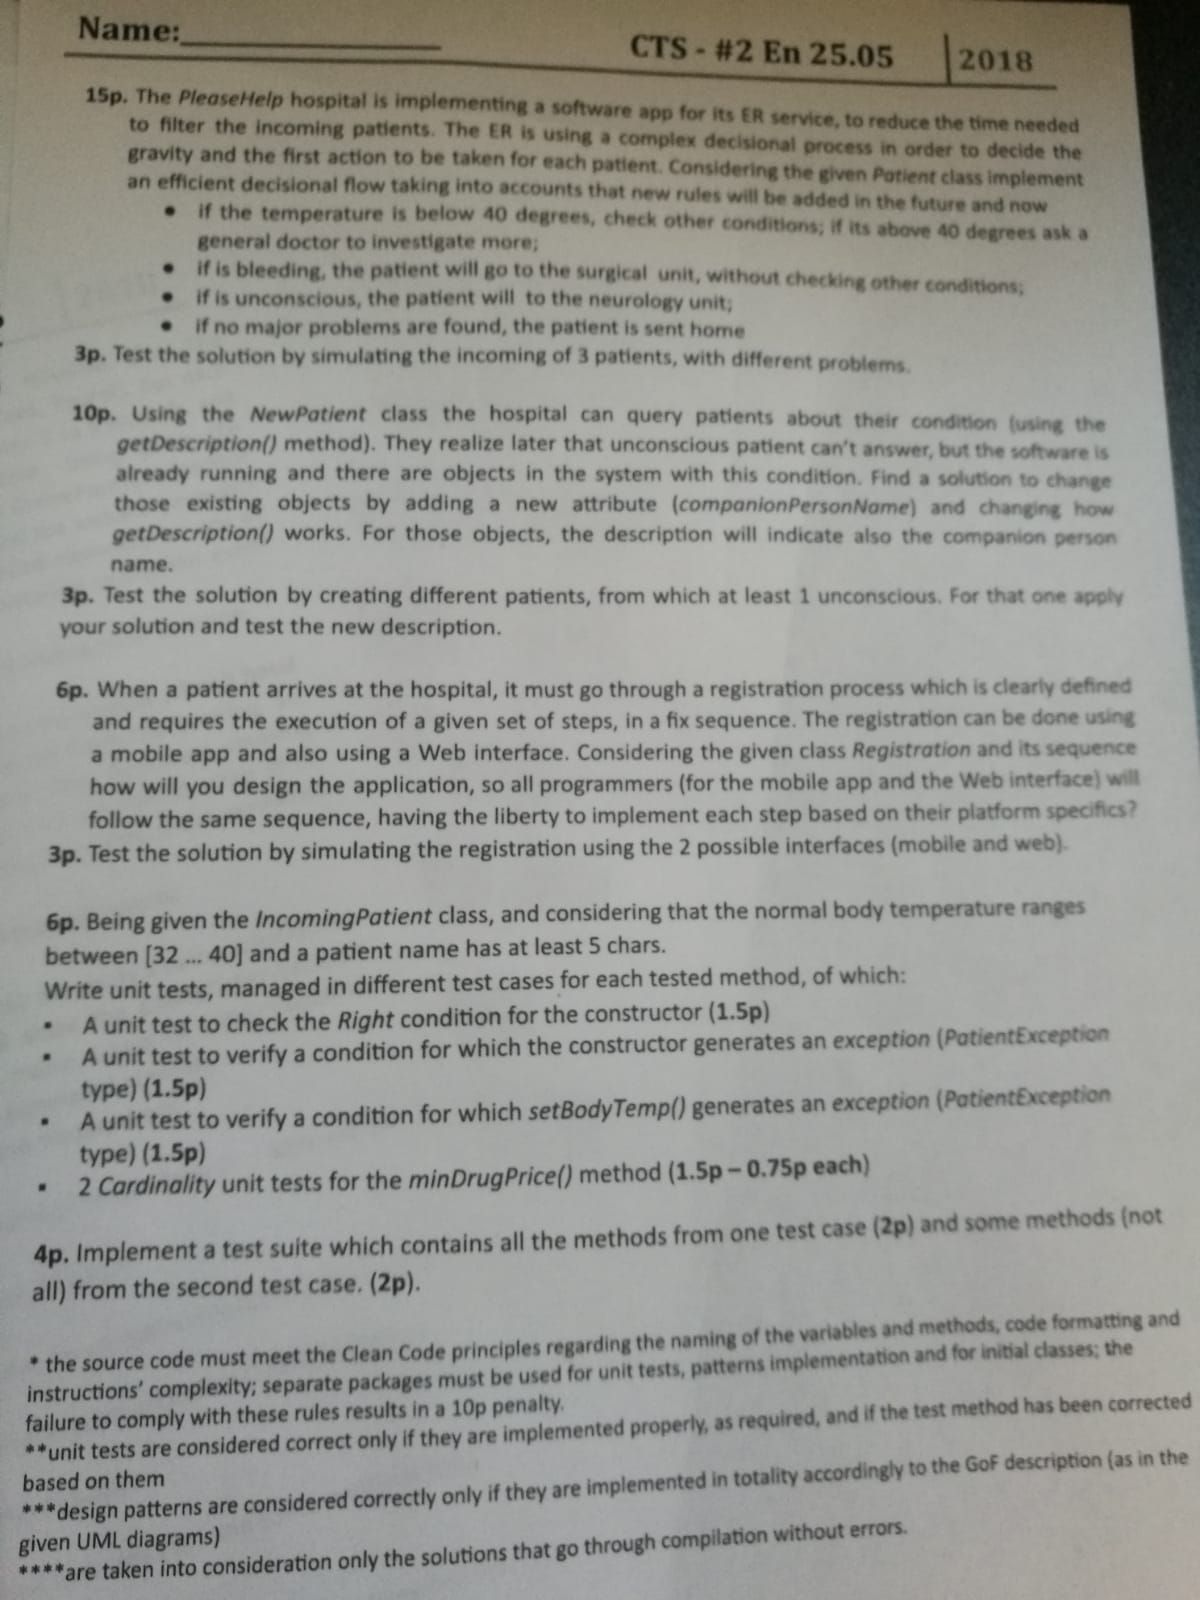 Name:_______________
CTS - #2 En 25.05 | 2018
15p. The PleaseHelp hospital is implementing a software app for its ER service, to reduce the time needed
to filter the incoming patients. The ER is using a complex decisional process in order to decide the
gravity and the first action to be taken for each patient. Considering the given Patient class implement
an efficient decisional flow taking into accounts that new rules will be added in the future and now
• if the temperature is below 40 degrees, check other conditions; if its above 40 degrees ask a
general doctor to investigate more;
• if is bleeding, the patient will go to the surgical unit, without checking other conditions;
• if is unconscious, the patient will to the neurology unit;
• if no major problems are found, the patient is sent home
3p. Test the solution by simulating the incoming of 3 patients, with different problems.
10p. Using the NewPatient class the hospital can query patients about their condition (using the
getDescription() method). They realize later that unconscious patient can't answer, but the software is
already running and there are objects in the system with this condition. Find a solution to change
those existing objects by adding a new attribute (companionPersonName) and changing how
getDescription() works. For those objects, the description will indicate also the companion person
name.
3p. Test the solution by creating different patients, from which at least 1 unconscious. For that one apply
your solution and test the new description.
6p. When a patient arrives at the hospital, it must go through a registration process which is clearly defined
and requires the execution of a given set of steps, in a fix sequence. The registration can be done using
a mobile app and also using a Web interface. Considering the given class Registration and its sequence
how will you design the application, so all programmers (for the mobile app and the Web interface) will
follow the same sequence, having the liberty to implement each step based on their platform specifics?
3p. Test the solution by simulating the registration using the 2 possible interfaces (mobile and web).
6p. Being given the IncomingPatient class, and considering that the normal body temperature ranges
between [32 ... 40] and a patient name has at least 5 chars.
Write unit tests, managed in different test cases for each tested method, of which:
▪ A unit test to check the Right condition for the constructor (1.5p)
▪ A unit test to verify a condition for which the constructor generates an exception (PatientException
type) (1.5p)
▪ A unit test to verify a condition for which setBodyTemp() generates an exception (PatientException
type) (1.5p)
▪ 2 Cardinality unit tests for the minDrugPrice() method (1.5p – 0.75p each)
4p. Implement a test suite which contains all the methods from one test case (2p) and some methods (not
all) from the second test case. (2p).
* the source code must meet the Clean Code principles regarding the naming of the variables and methods, code formatting and
instructions' complexity; separate packages must be used for unit tests, patterns implementation and for initial classes; the
failure to comply with these rules results in a 10p penalty.
**unit tests are considered correct only if they are implemented properly, as required, and if the test method has been corrected
based on them
***design patterns are considered correctly only if they are implemented in totality accordingly to the GoF description (as in the
given UML diagrams)
****are taken into consideration only the solutions that go through compilation without errors.